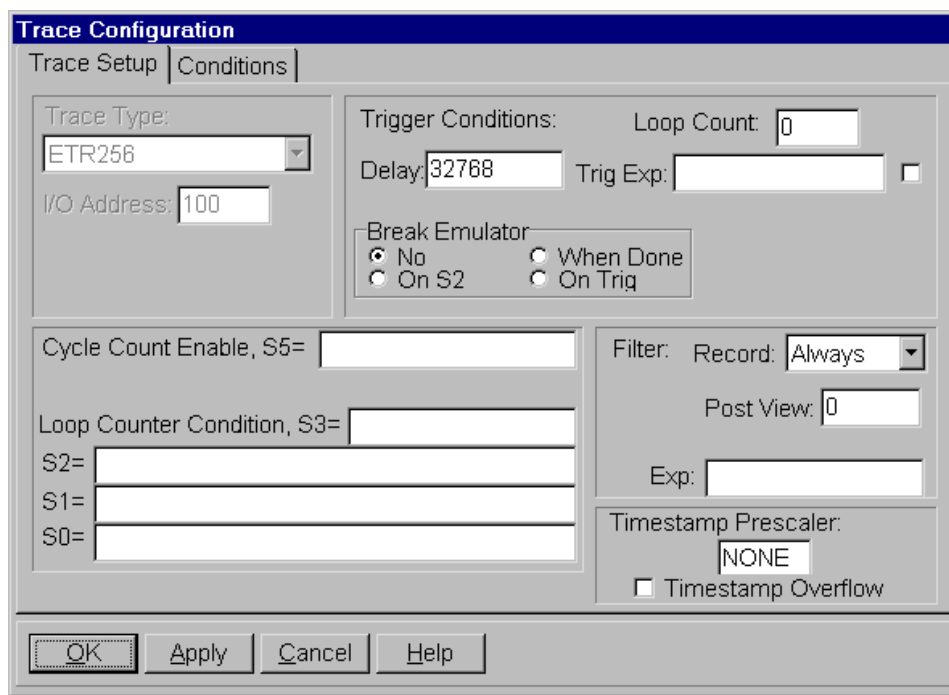 Trace Configuration
Trace Setup Conditions
Trace Type:
ETR256
I/O Address: 100
Trigger Conditions: Loop Count: 0
Delay: 32768 Trig Exp:
Break Emulator
No When Done
On S2 On Trig
Cycle Count Enable, S5=
Loop Counter Condition, S3=
S2=
S1=
S0=
Filter: Record: Always
Post View: 0
Exp:
Timestamp Prescaler:
NONE
Timestamp Overflow
OK Apply Cancel Help